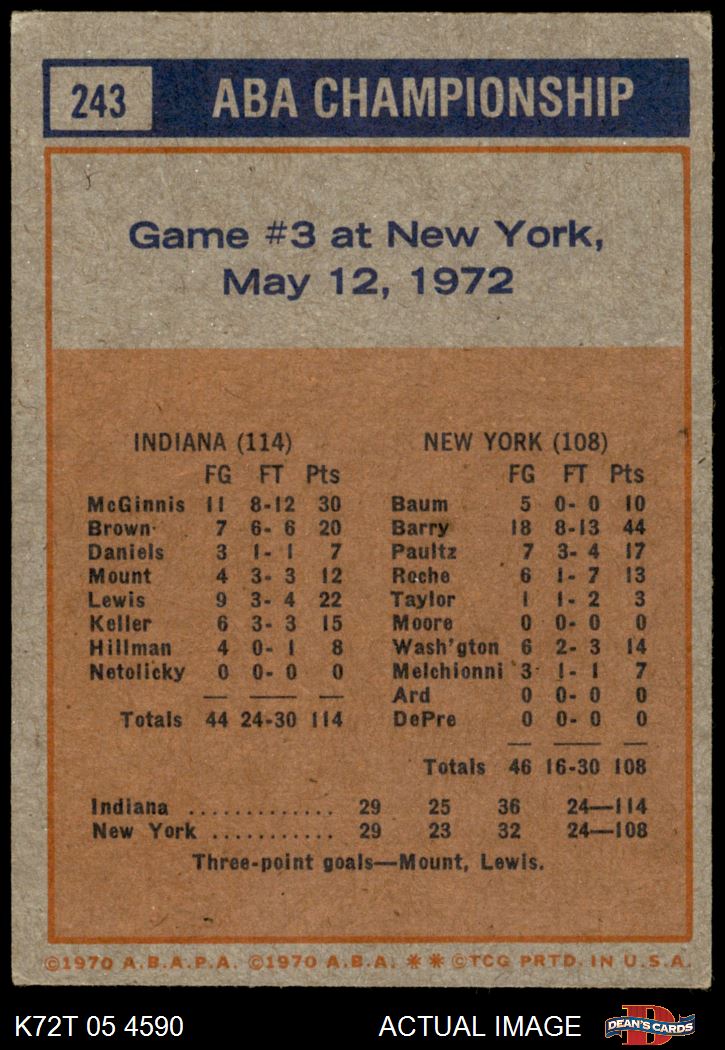 243 ABA CHAMPIONSHIP
Game #3 at New York,
May 12, 1972
INDIANA (114)
FG FT Pts
McGinnis 11 8-12 30
Brown 7 6- 6 20
Daniels 3 1- 1 7
Mount 4 3- 3 12
Lewis 9 3- 4 22
Keller 6 3- 3 15
Hillman 4 0- 1 8
Netolicky 0 0- 0 0
Totals 44 24-30 114
NEW YORK (108)
FG FT Pts
Baum 5 0- 0 10
Barry 18 8-13 44
Paultz 7 3- 4 17
Roche 6 1- 7 13
Taylor 1 1- 2 3
Moore 0 0- 0 0
Wash'gton 6 2- 3 14
Melchionni 3 1- 1 7
Ard 0 0- 0 0
DePre 0 0- 0 0
Totals 46 16-30 108
Indiana ............. 29 25 36 24—114
New York ........... 29 23 32 24—108
Three-point goals—Mount, Lewis.
©1970 A.B.A.P.A. ©1970 A.B.A. ** ©TCG PRTD. IN U.S.A.
K72T 05 4590 ACTUAL IMAGE DEAN'S CARDS